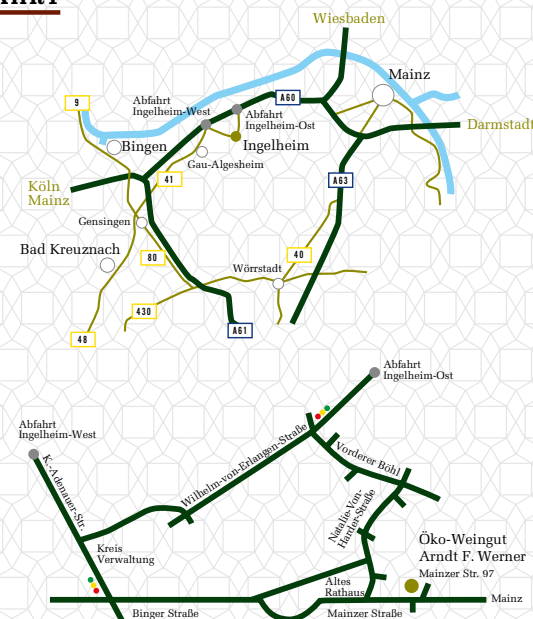 Wiesbaden
Mainz
9
A60
Abfahrt
Ingelheim-West
Abfahrt
Ingelheim-Ost
Darmstadt
Bingen
Ingelheim
Gau-Algesheim
Köln
Mainz
41
A63
Gensingen
Bad Kreuznach
80
40
Wörrstadt
430
A61
48
Abfahrt
Ingelheim-Ost
Abfahrt
Ingelheim-West
Wilhelm-von-Erlangen-Straße
Vorderer Böhl
K.-Adenauer-Str.
Natalie-Von-
Harder-Straße
Kreis
Verwaltung
Öko-Weingut
Arndt F. Werner
Mainzer Str. 97
Altes
Rathaus
Mainz
Binger Straße
Mainzer Straße